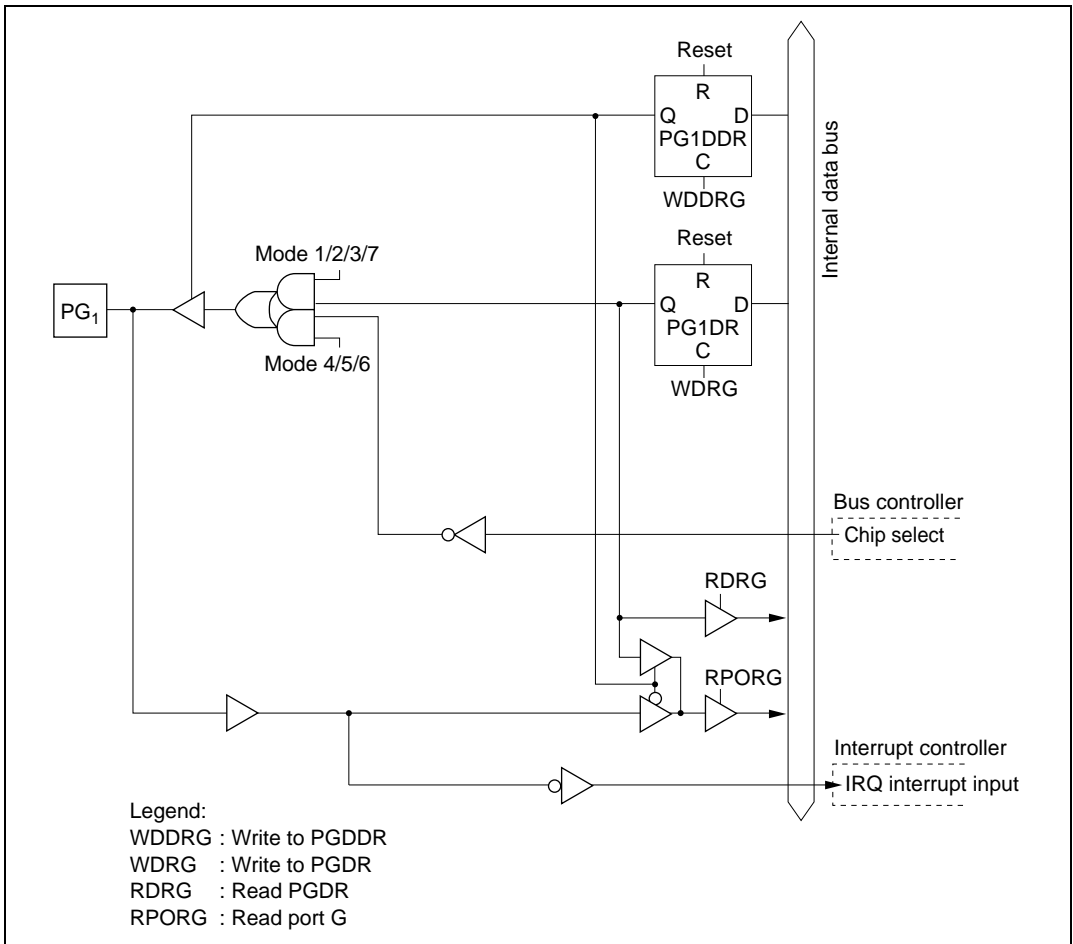 Reset
R
Q D
PG1DDR
C
WDDRG
Internal data bus
Reset
R
Q D
PG1DR
C
WDRG
Mode 1/2/3/7
PG1
Mode 4/5/6
Bus controller
Chip select
RDRG
RPORG
Interrupt controller
IRQ interrupt input
Legend:
WDDRG : Write to PGDDR
WDRG : Write to PGDR
RDRG : Read PGDR
RPORG : Read port G